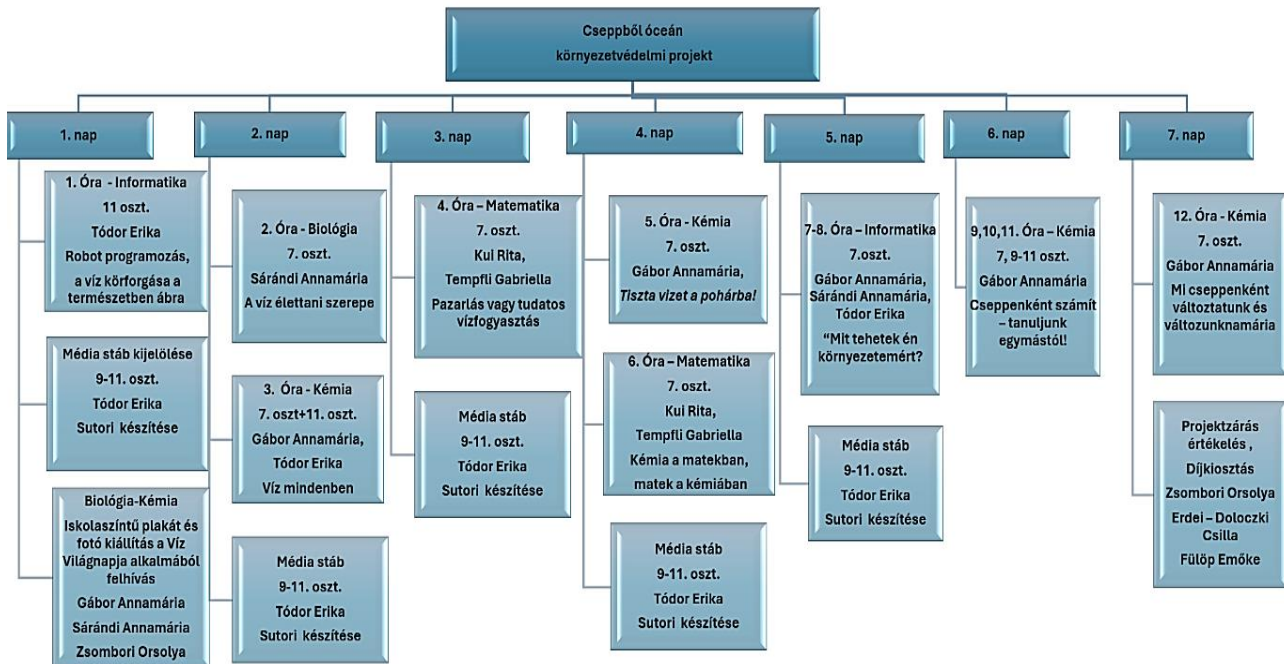 Cseppből óceán
környezetvédelmi projekt
1. nap
1. Óra - Informatika
11 oszt.
Tódor Erika
Robot programozás,
a víz körforgása a
természetben ábra
Média stáb kijelölése
9-11. oszt.
Tódor Erika
Sutori készítése
Biológia-Kémia
Iskolaszíntű plakát és
fotó kiállítás a Víz
Világnapja alkalmából
felhívás
Gábor Annamária
Sárándi Annamária
Zsombori Orsolya
2. nap
2. Óra - Biológia
7. oszt.
Sárándi Annamária
A víz élettani szerepe
3. Óra - Kémia
7. oszt+11. oszt.
Gábor Annamária,
Tódor Erika
Víz mindenben
Média stáb
9-11. oszt.
Tódor Erika
Sutori készítése
3. nap
4. Óra – Matematika
7. oszt.
Kui Rita,
Tempfli Gabriella
Pazarlás vagy tudatos
vízfogyasztás
Média stáb
9-11. oszt.
Tódor Erika
Sutori készítése
4. nap
5. Óra - Kémia
7. oszt.
Gábor Annamária,
Tiszta vizet a pohárba!
6. Óra – Matematika
7. oszt.
Kui Rita,
Tempfli Gabriella
Kémia a matekban,
matek a kémiában
Média stáb
9-11. oszt.
Tódor Erika
Sutori készítése
5. nap
7-8. Óra – Informatika
7.oszt.
Gábor Annamária,
Sárándi Annamária,
Tódor Erika
“Mit tehetek én
környezetemért?
Média stáb
9-11. oszt.
Tódor Erika
Sutori készítése
6. nap
9,10,11. Óra – Kémia
7, 9-11 oszt.
Gábor Annamária
Cseppenként számít
– tanuljunk
egymástól!
7. nap
12. Óra - Kémia
7. oszt.
Gábor Annamária
Mi cseppenként
változtatunk és
változunknamária
Projektzárás
értékelés ,
Díjkiosztás
Zsombori Orsolya
Erdei – Doloczki
Csilla
Fülöp Emőke